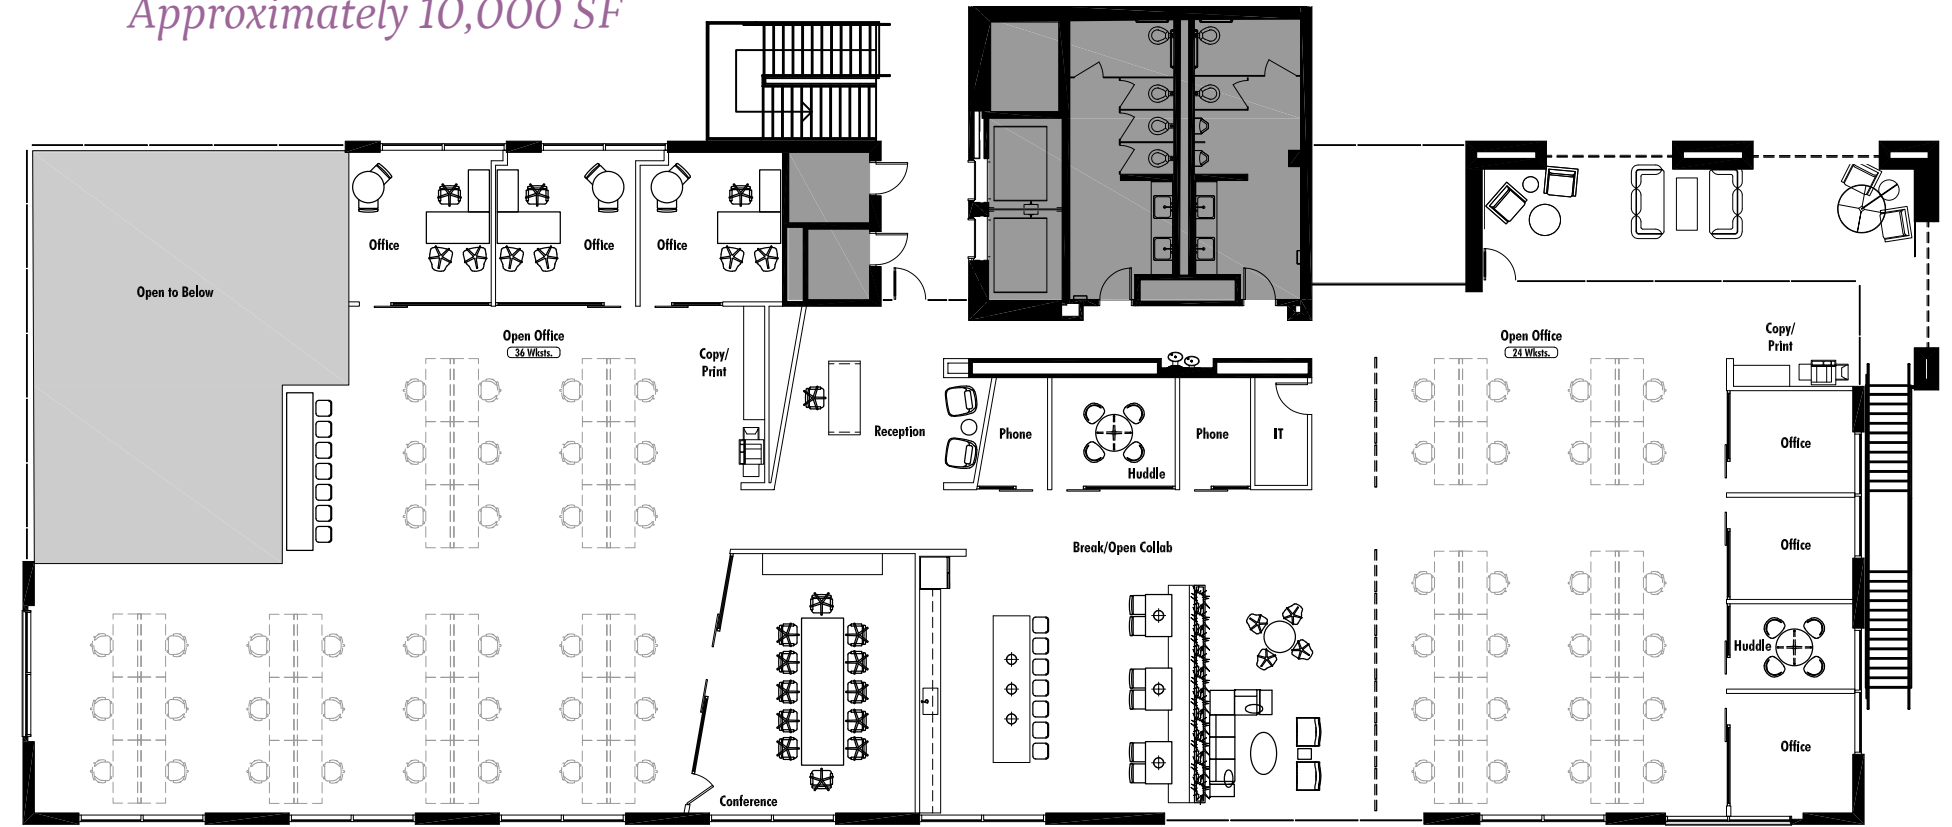 Approximately 10,000 SF
Office
Office
Office
Open to Below
Open Office
36 Wksts.
Copy/
Print
Reception
Phone
Huddle
Phone
IT
Open Office
24 Wksts.
Copy/
Print
Office
Office
Huddle
Office
Break/Open Collab
Conference